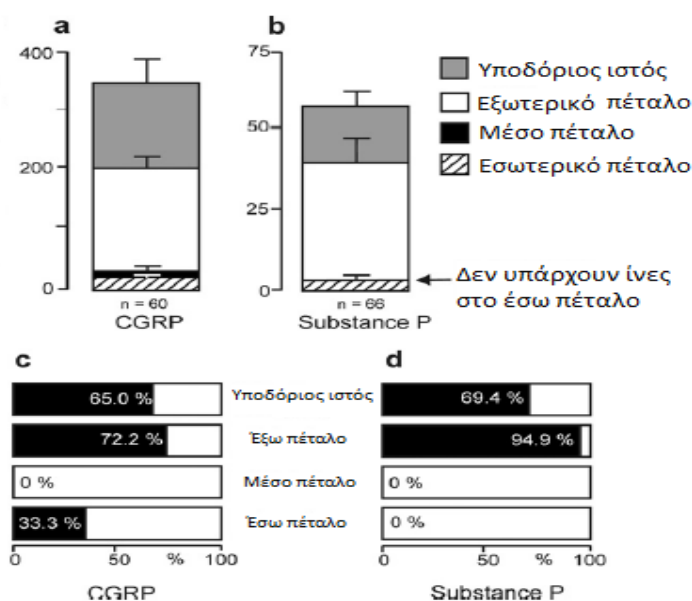 a
b
400
200
0
n = 60
CGRP
75
50
25
0
n = 66
Substance P
Υποδόριος ιστός
Εξωτερικό πέταλο
Μέσο πέταλο
Εσωτερικό πέταλο
Δεν υπάρχουν ίνες
στο έσω πέταλο
c
d
65.0 %
Υποδόριος ιστός
69.4 %
72.2 %
Έξω πέταλο
94.9 %
0 %
Μέσο πέταλο
0 %
33.3 %
Έσω πέταλο
0 %
0 50 % 100
0 50 % 100
CGRP
Substance P